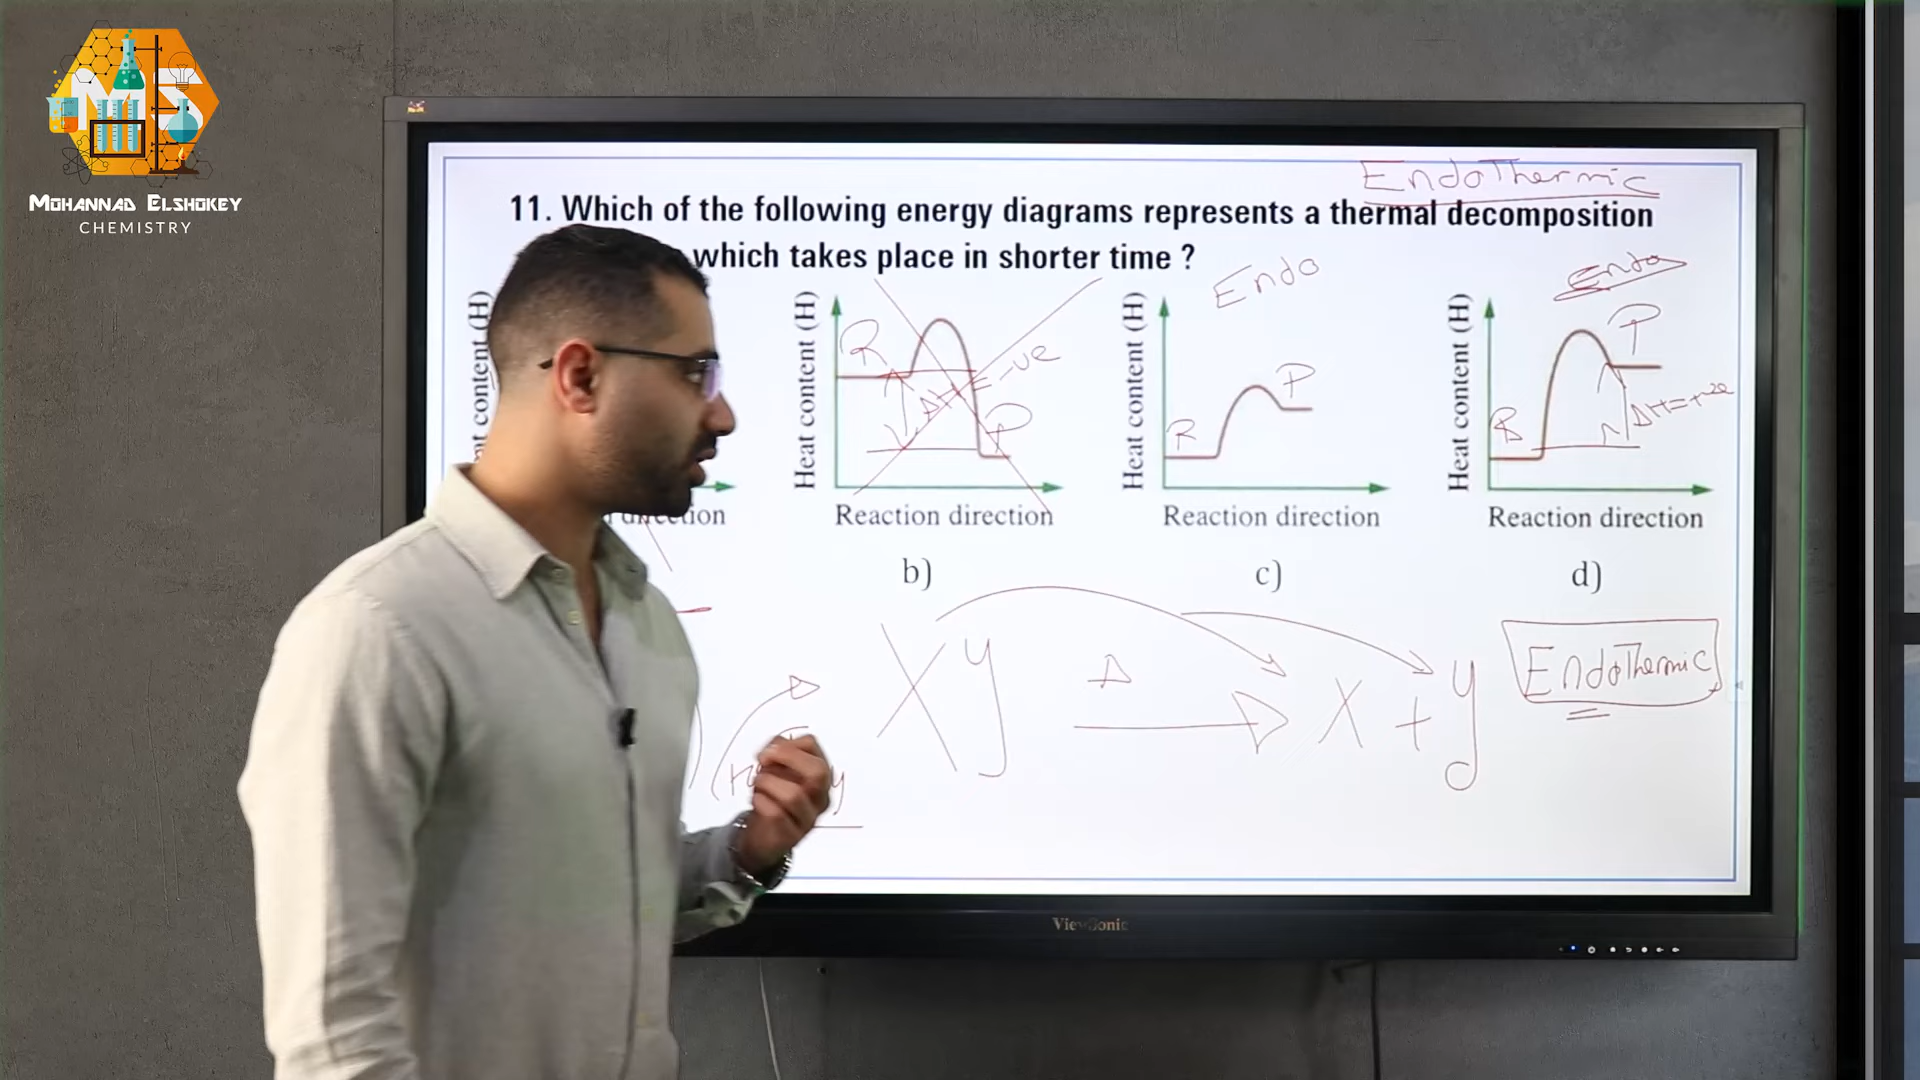 MS
MOHANNAD ELSHOKEY
CHEMISTRY
EndoThermic
11. Which of the following energy diagrams represents a thermal decomposition
which takes place in shorter time ?
Endo
Endo
Heat content (H)
R
ΔH = -ve
P
Reaction direction
b)
Heat content (H)
R
P
Reaction direction
c)
Heat content (H)
R
P
ΔH=+ve
Reaction direction
d)
XY Δ X + y
EndoThermic
ViewSonic